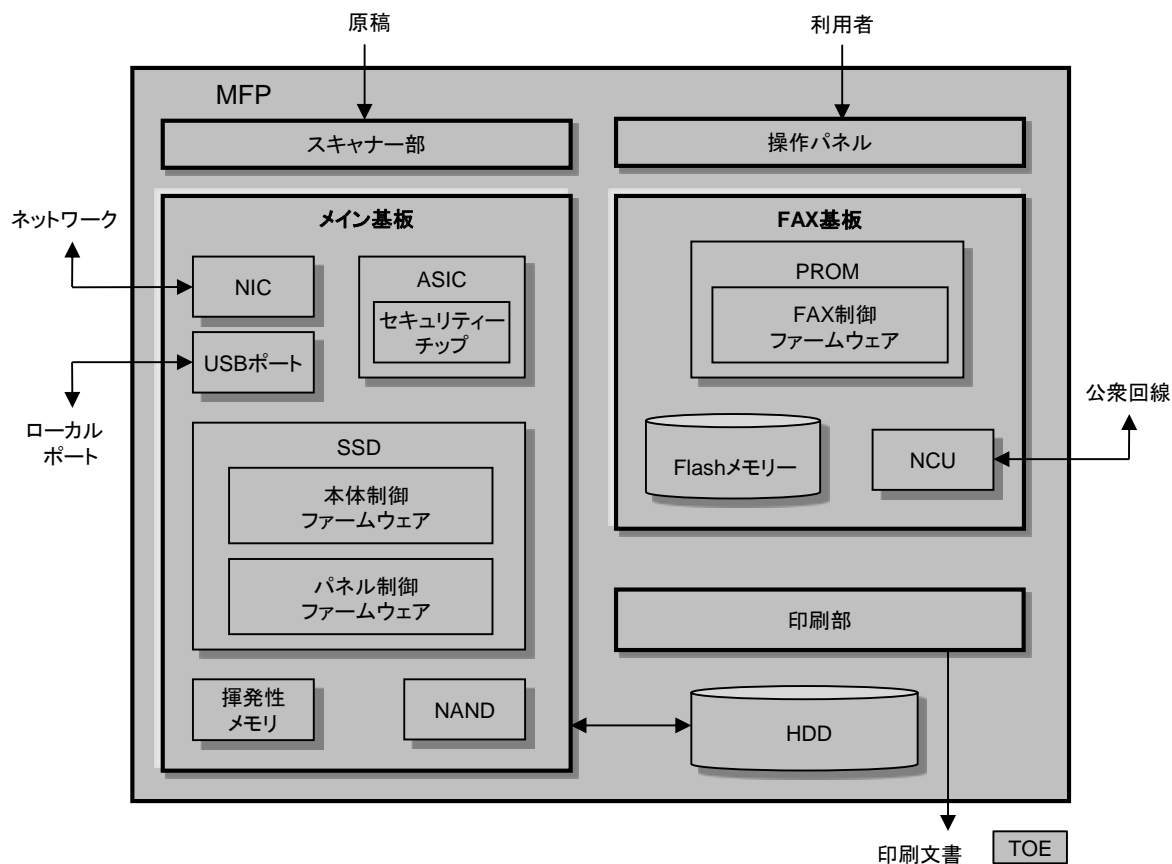 原稿
利用者
MFP
スキャナー部
操作パネル
ネットワーク
メイン基板
NIC
ASIC
セキュリティー
チップ
USBポート
ローカル
ポート
SSD
本体制御
ファームウェア
パネル制御
ファームウェア
揮発性
メモリ
NAND
FAX基板
PROM
FAX制御
ファームウェア
Flashメモリー
NCU
公衆回線
印刷部
HDD
印刷文書
TOE